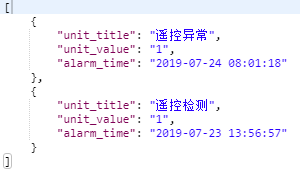 [
{
"unit_title": "遥控异常",
"unit_value": "1",
"alarm_time": "2019-07-24 08:01:18"
},
{
"unit_title": "遥控检测",
"unit_value": "1",
"alarm_time": "2019-07-23 13:56:57"
}
]